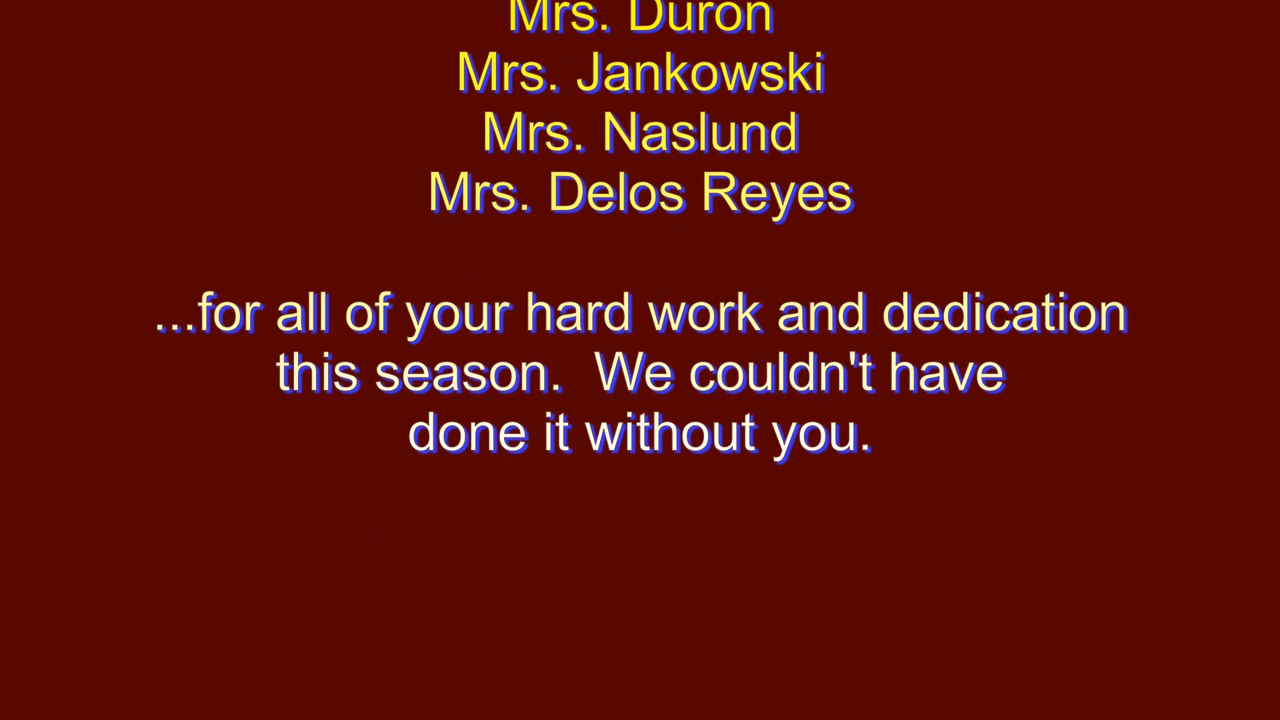 Mrs. Duron
Mrs. Jankowski
Mrs. Naslund
Mrs. Delos Reyes
...for all of your hard work and dedication
this season.  We couldn't have
done it without you.